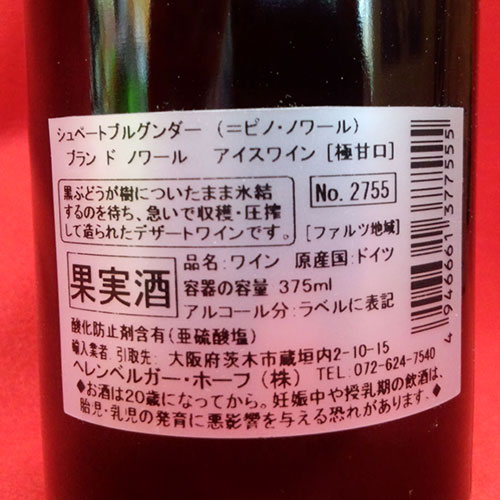 シュペートブルグンダー (=ピノ・ノワール)
ブラン ド ノワール アイスワイン [極甘口]
黒ぶどうが樹についたまま氷結
するのを待ち、急いで収穫・圧搾
して造られたデザートワインです。
No. 2755
[ファルツ地域]
果実酒
品名:ワイン 原産国:ドイツ
容器の容量 375ml
アルコール分:ラベルに表記
酸化防止剤含有(亜硫酸塩)
輸入業者 引取先: 大阪府茨木市蔵垣内2-10-15
ヘレンベルガー・ホーフ(株) TEL:072-624-7540
◆お酒は20歳になってから。妊娠中や授乳期の飲酒は、
胎児・乳児の発育に悪影響を与える恐れがあります。◆
4 946661 377555